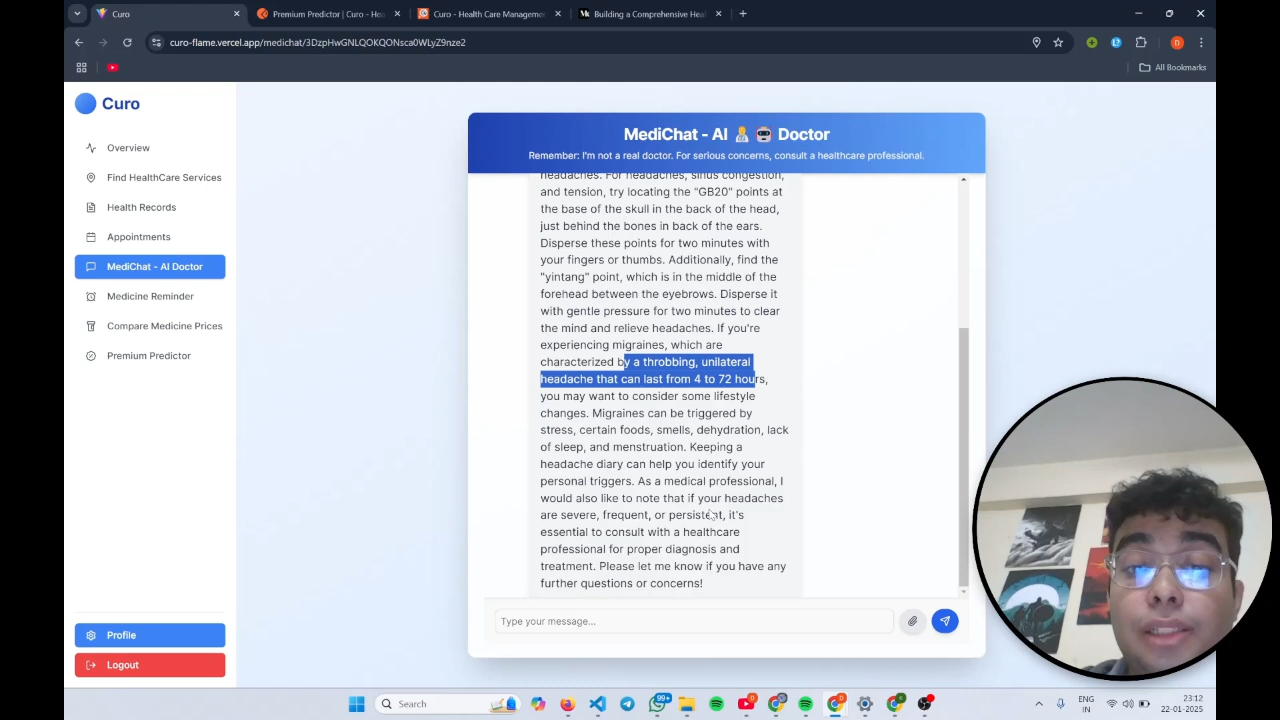 Curo
Premium Predictor | Curo - Hea
Curo - Health Care Manageme
Building a Comprehensive Heal
curo-flame.vercel.app/medichat/3DzpHwGNLQOKQONsca0WLyZ9nze2
D
All Bookmarks
Curo
Overview
Find HealthCare Services
Health Records
Appointments
MediChat - AI Doctor
Medicine Reminder
Compare Medicine Prices
Premium Predictor
Profile
Logout
MediChat - AI Doctor
Remember: I'm not a real doctor. For serious concerns, consult a healthcare professional.
headaches. For headaches, sinus congestion,
and tension, try locating the "GB20" points at
the base of the skull in the back of the head,
just behind the bones in back of the ears.
Disperse these points for two minutes with
your fingers or thumbs. Additionally, find the
"yintang" point, which is in the middle of the
forehead between the eyebrows. Disperse it
with gentle pressure for two minutes to clear
the mind and relieve headaches. If you're
experiencing migraines, which are
characterized by a throbbing, unilateral
headache that can last from 4 to 72 hours,
you may want to consider some lifestyle
changes. Migraines can be triggered by
stress, certain foods, smells, dehydration, lack
of sleep, and menstruation. Keeping a
headache diary can help you identify your
personal triggers. As a medical professional, I
would also like to note that if your headaches
are severe, frequent, or persistent, it's
essential to consult with a healthcare
professional for proper diagnosis and
treatment. Please let me know if you have any
further questions or concerns!
Type your message...
Search
99+
ENG
IN
23:12
22-01-2025